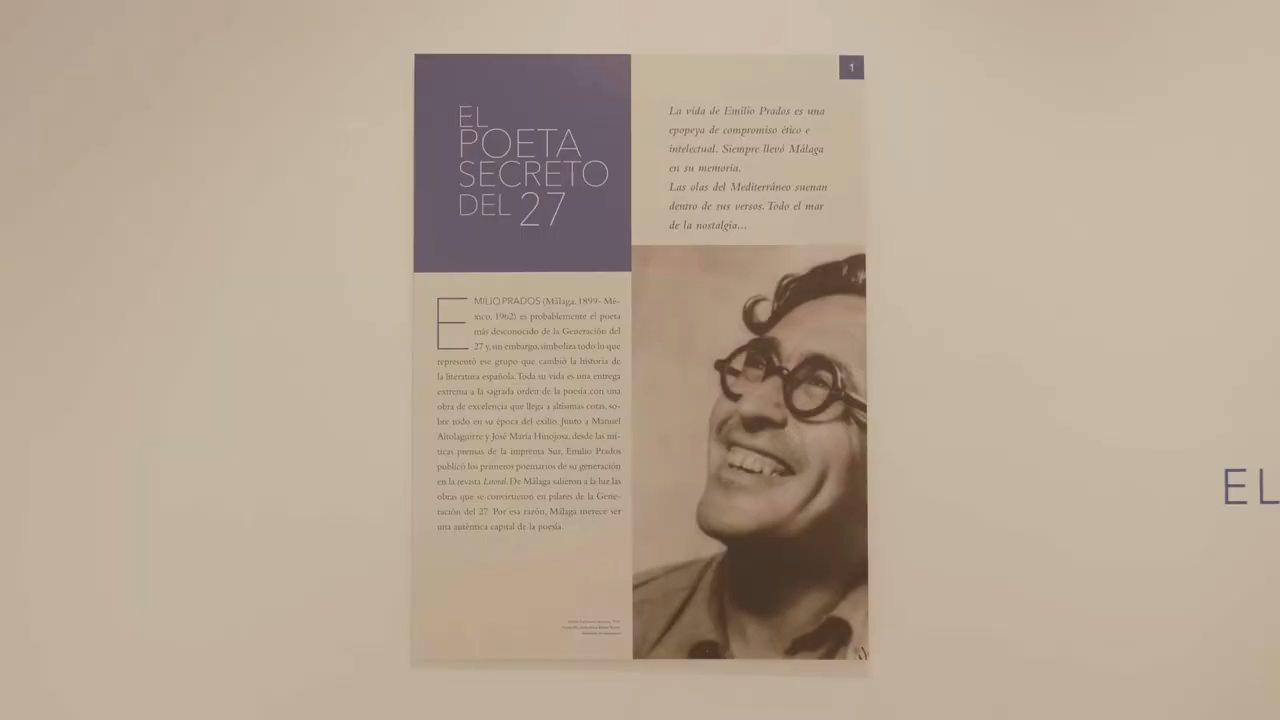 EL
POETA
SECRETO
DEL 27
1
La vida de Emilio Prados es una
epopeya de compromiso ético e
intelectual. Siempre llevó Málaga
en su memoria.
Las olas del Mediterráneo suenan
dentro de sus versos. Todo el mar
de la nostalgia...
EMILIO PRADOS (Málaga, 1899- Mé-
xico, 1962) es probablemente el poeta
más desconocido de la Generación del
27 y, sin embargo, simboliza todo lo que
representó ese grupo que cambió la historia de
la literatura española. Toda su vida es una entrega
extrema a la sagrada orden de la poesía con una
obra de excelencia que llega a altísimas cotas, so-
bre todo en su época del exilio. Junto a Manuel
Altolaguirre y José María Hinojosa, desde las mí-
ticas prensas de la imprenta Sur, Emilio Prados
publicó los primeros poemarios de su generación
en la revista Litoral. De Málaga salieron a la luz las
obras que se convirtieron en pilares de la Gene-
ración del 27. Por esa razón, Málaga merece ser
una auténtica capital de la poesía.
EL